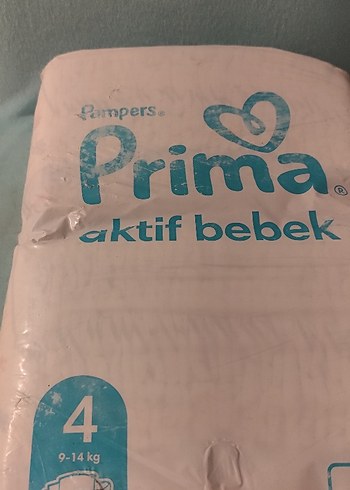 Pampers®
Prima®
aktif bebek
4
9-14 kg